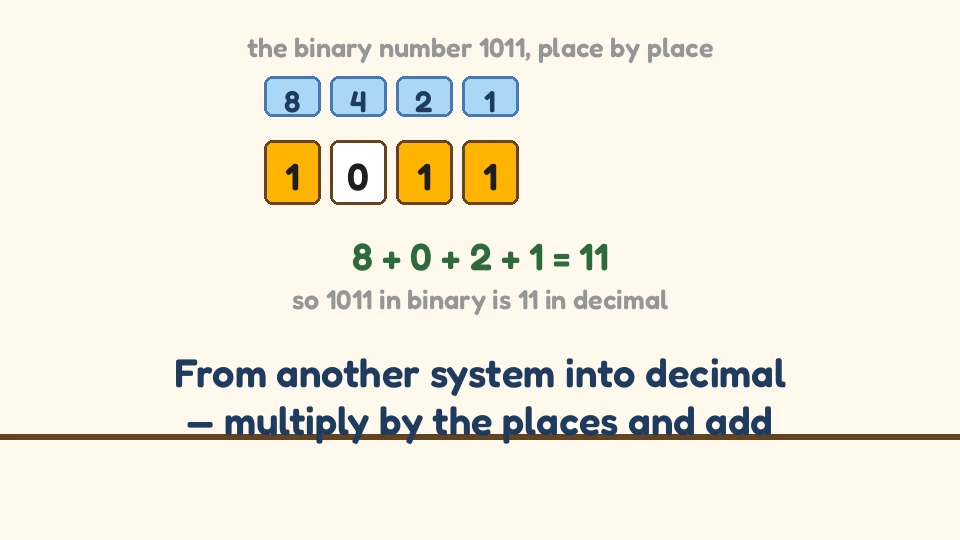 the binary number 1011, place by place
8 4 2 1
1 0 1 1
8 + 0 + 2 + 1 = 11
so 1011 in binary is 11 in decimal
From another system into decimal
— multiply by the places and add